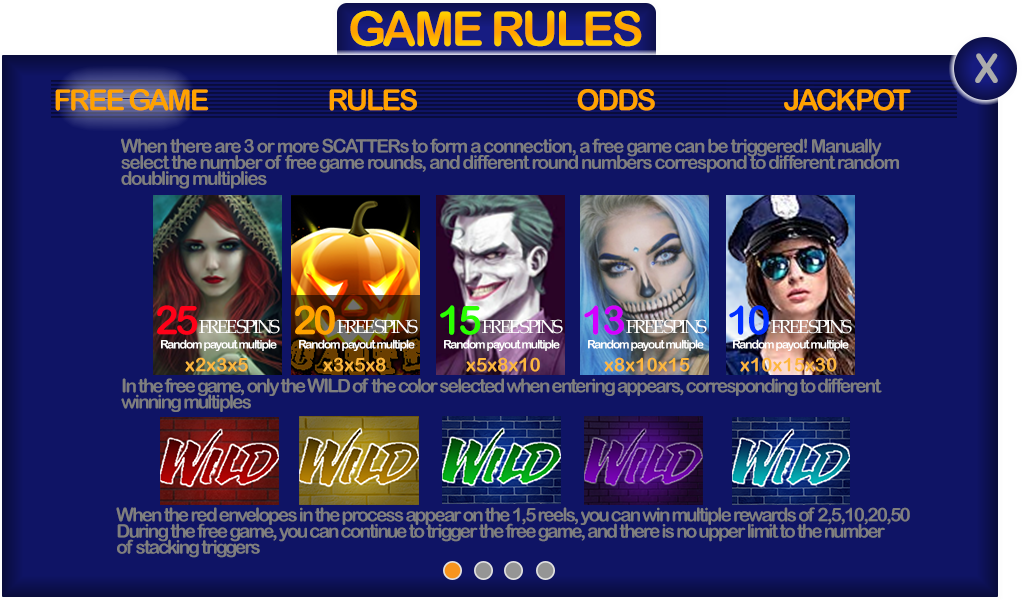 GAME RULES
X
FREE GAME RULES ODDS JACKPOT
When there are 3 or more SCATTERs to form a connection, a free game can be triggered! Manually
select the number of free game rounds, and different round numbers correspond to different random
doubling multiplies
25 FREESPINS 20 FREESPINS 15 FREESPINS 13 FREESPINS 10 FREESPINS
Random payout multiple Random payout multiple Random payout multiple Random payout multiple Random payout multiple
x2x3x5 x3x5x8 x5x8x10 x8x10x15 x10x15x30
In the free game, only the WILD of the color selected when entering appears, corresponding to different
winning multiples
WILD WILD WILD WILD WILD
When the red envelopes in the process appear on the 1,5 reels, you can win multiple rewards of 2,5,10,20,50
During the free game, you can continue to trigger the free game, and there is no upper limit to the number
of stacking triggers